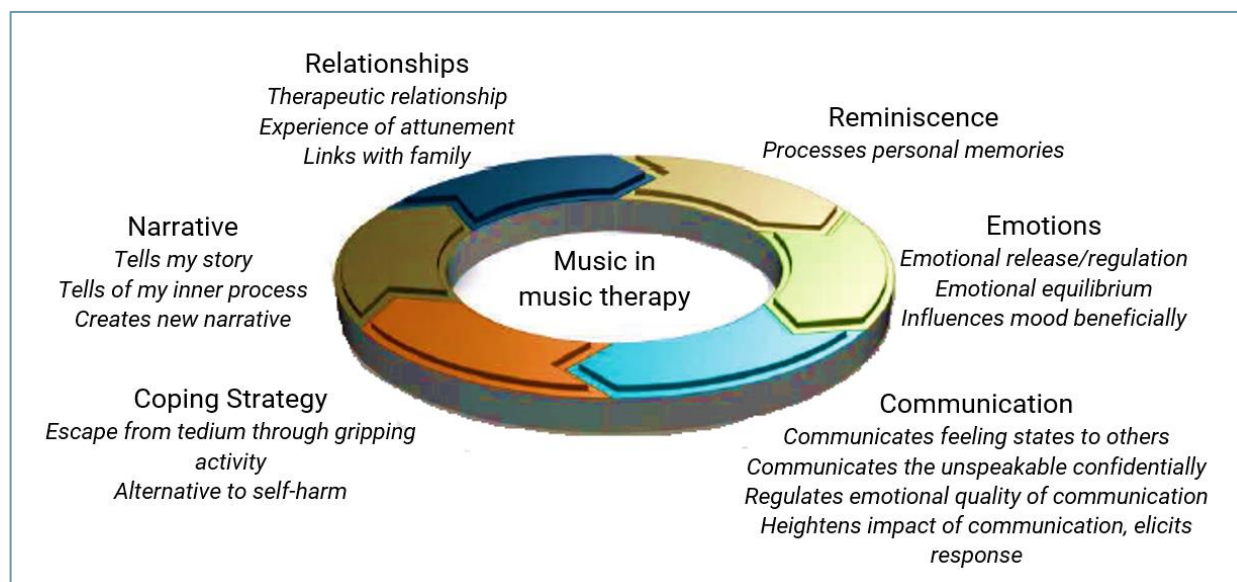 Relationships
Therapeutic relationship
Experience of attunement
Links with family
Reminiscence
Processes personal memories
Narrative
Tells my story
Tells of my inner process
Creates new narrative
Music in
music therapy
Emotions
Emotional release/regulation
Emotional equilibrium
Influences mood beneficially
Coping Strategy
Escape from tedium through gripping
activity
Alternative to self-harm
Communication
Communicates feeling states to others
Communicates the unspeakable confidentially
Regulates emotional quality of communication
Heightens impact of communication, elicits
response